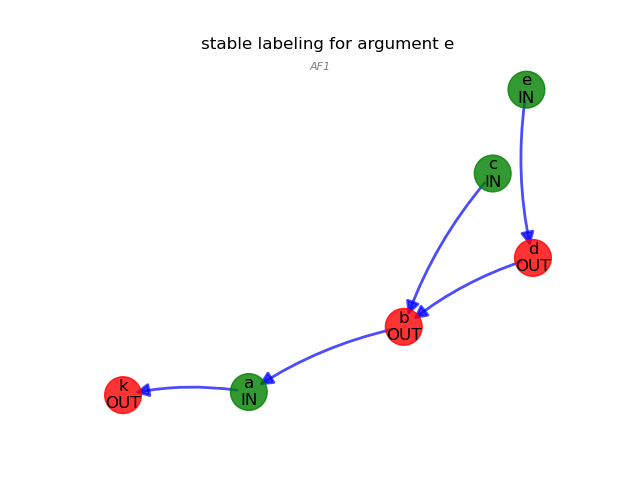 stable labeling for argument e
AF1
e
IN
c
IN
d
OUT
b
OUT
a
IN
k
OUT